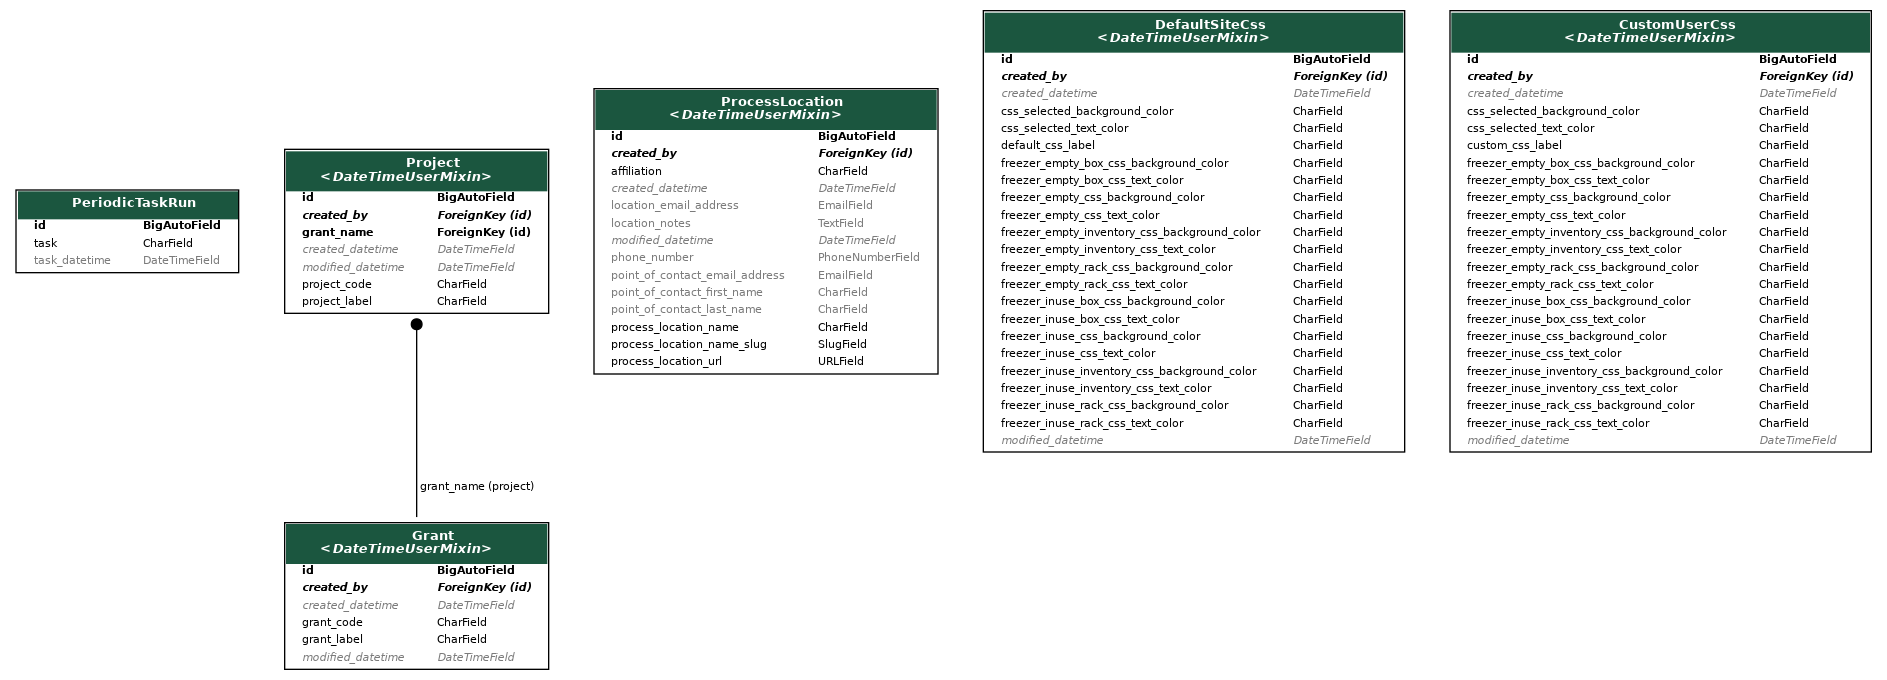 PeriodicTaskRun
id BigAutoField
task CharField
task_datetime DateTimeField
Project
<DateTimeUserMixin>
id BigAutoField
created_by ForeignKey (id)
grant_name ForeignKey (id)
created_datetime DateTimeField
modified_datetime DateTimeField
project_code CharField
project_label CharField
grant_name (project)
Grant
<DateTimeUserMixin>
id BigAutoField
created_by ForeignKey (id)
created_datetime DateTimeField
grant_code CharField
grant_label CharField
modified_datetime DateTimeField
ProcessLocation
<DateTimeUserMixin>
id BigAutoField
created_by ForeignKey (id)
affiliation CharField
created_datetime DateTimeField
location_email_address EmailField
location_notes TextField
modified_datetime DateTimeField
phone_number PhoneNumberField
point_of_contact_email_address EmailField
point_of_contact_first_name CharField
point_of_contact_last_name CharField
process_location_name CharField
process_location_name_slug SlugField
process_location_url URLField
DefaultSiteCss
<DateTimeUserMixin>
id BigAutoField
created_by ForeignKey (id)
created_datetime DateTimeField
css_selected_background_color CharField
css_selected_text_color CharField
default_css_label CharField
freezer_empty_box_css_background_color CharField
freezer_empty_box_css_text_color CharField
freezer_empty_css_background_color CharField
freezer_empty_css_text_color CharField
freezer_empty_inventory_css_background_color CharField
freezer_empty_inventory_css_text_color CharField
freezer_empty_rack_css_background_color CharField
freezer_empty_rack_css_text_color CharField
freezer_inuse_box_css_background_color CharField
freezer_inuse_box_css_text_color CharField
freezer_inuse_css_background_color CharField
freezer_inuse_css_text_color CharField
freezer_inuse_inventory_css_background_color CharField
freezer_inuse_inventory_css_text_color CharField
freezer_inuse_rack_css_background_color CharField
freezer_inuse_rack_css_text_color CharField
modified_datetime DateTimeField
CustomUserCss
<DateTimeUserMixin>
id BigAutoField
created_by ForeignKey (id)
created_datetime DateTimeField
css_selected_background_color CharField
css_selected_text_color CharField
custom_css_label CharField
freezer_empty_box_css_background_color CharField
freezer_empty_box_css_text_color CharField
freezer_empty_css_background_color CharField
freezer_empty_css_text_color CharField
freezer_empty_inventory_css_background_color CharField
freezer_empty_inventory_css_text_color CharField
freezer_empty_rack_css_background_color CharField
freezer_empty_rack_css_text_color CharField
freezer_inuse_box_css_background_color CharField
freezer_inuse_box_css_text_color CharField
freezer_inuse_css_background_color CharField
freezer_inuse_css_text_color CharField
freezer_inuse_inventory_css_background_color CharField
freezer_inuse_inventory_css_text_color CharField
freezer_inuse_rack_css_background_color CharField
freezer_inuse_rack_css_text_color CharField
modified_datetime DateTimeField